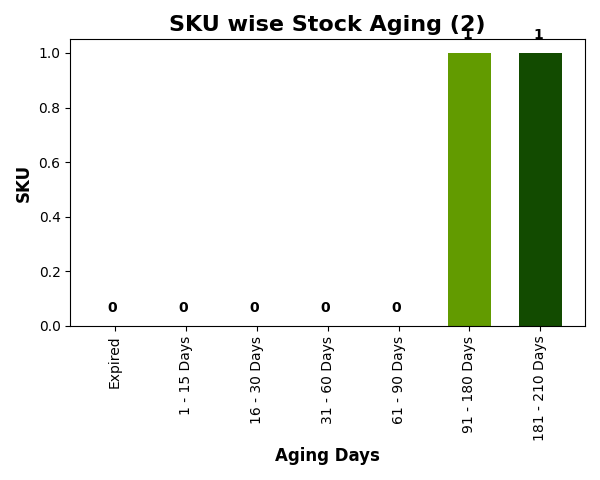 SKU wise Stock Aging (2)
1 1
1.0
0.8
0.6
0.4
0.2
0.0
SKU
0 0 0 0 0
Expired
1 - 15 Days
16 - 30 Days
31 - 60 Days
61 - 90 Days
91 - 180 Days
181 - 210 Days
Aging Days